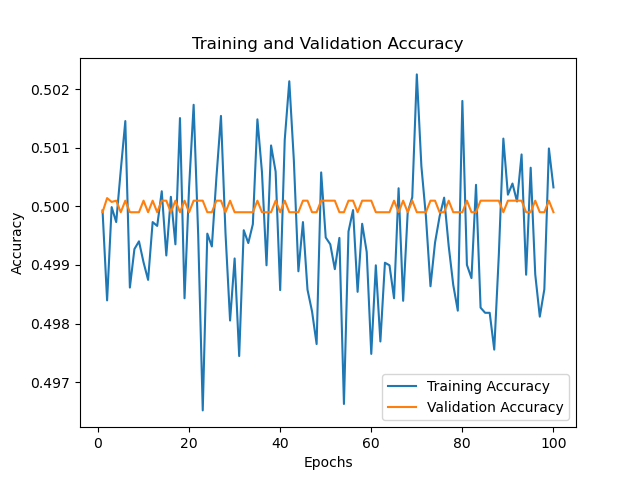 Training and Validation Accuracy
0.502
0.501
0.500
0.499
0.498
0.497
Accuracy
0
20
40
60
80
100
Epochs
Training Accuracy
Validation Accuracy